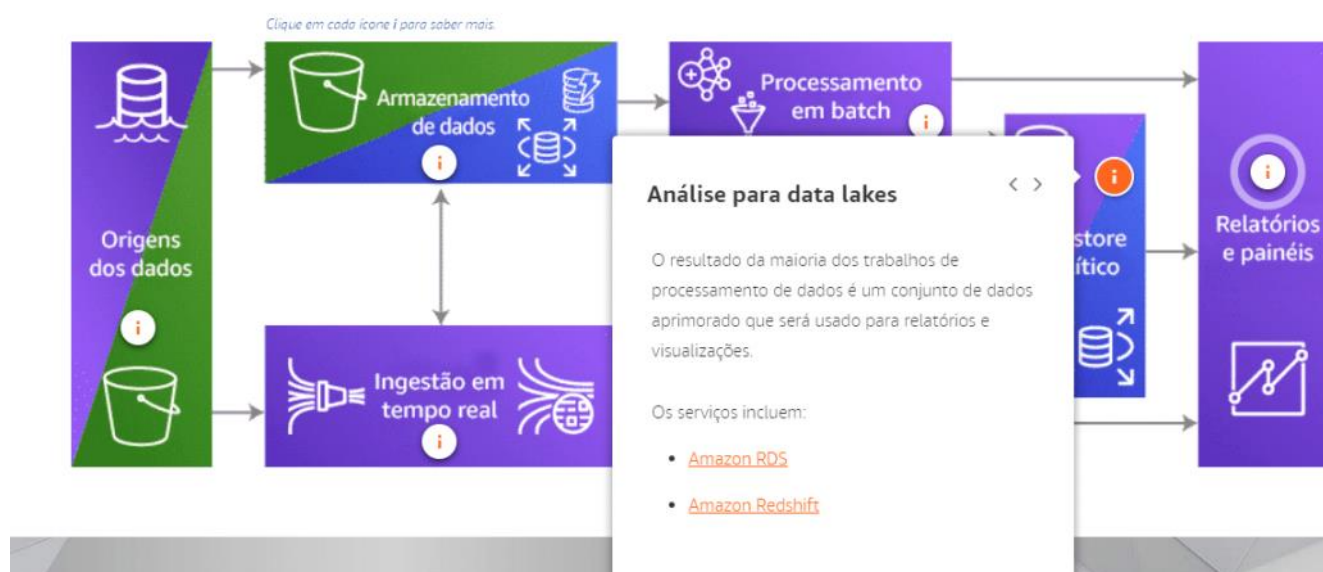 Clique em cada ícone i para saber mais.
Origens
dos dados
i
Armazenamento
de dados
i
Ingestão em
tempo real
i
Processamento
em batch
i
Análise para data lakes
O resultado da maioria dos trabalhos de
processamento de dados é um conjunto de dados
aprimorado que será usado para relatórios e
visualizações.
Os serviços incluem:
Amazon RDS
Amazon Redshift
i
store
ítico
i
Relatórios
e painéis